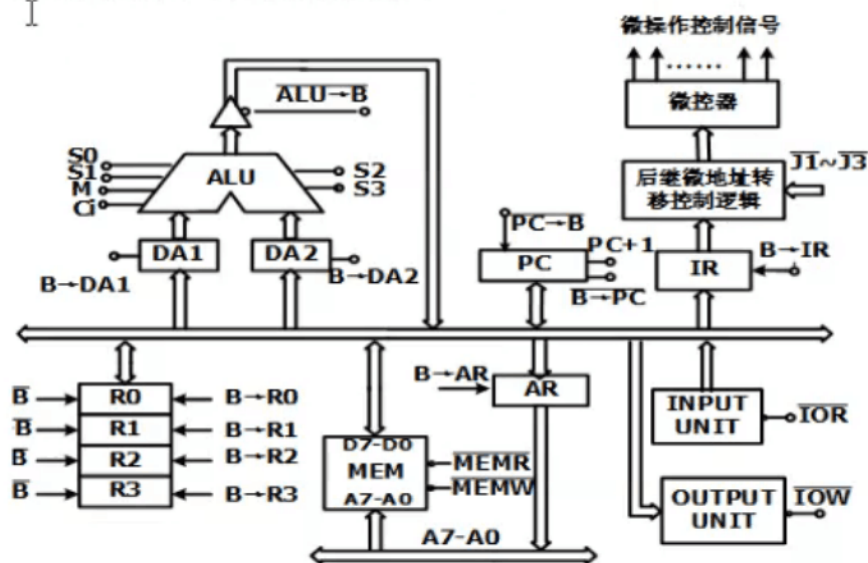 微操作控制信号
……
微控器
ALU→B
S0
S1
M
Ci
ALU
S2
S3
后继微地址转
移控制逻辑
J1~J3
DA1
DA2
B→DA1
B→DA2
PC→B
PC
PC+1
B→PC
IR
B→IR
B
R0
B→R0
B
R1
B→R1
B
R2
B→R2
B
R3
B→R3
D7-D0
MEM
A7-A0
MEMR
MEMW
B→AR
AR
A7-A0
INPUT
UNIT
IOR
OUTPUT
UNIT
IOW